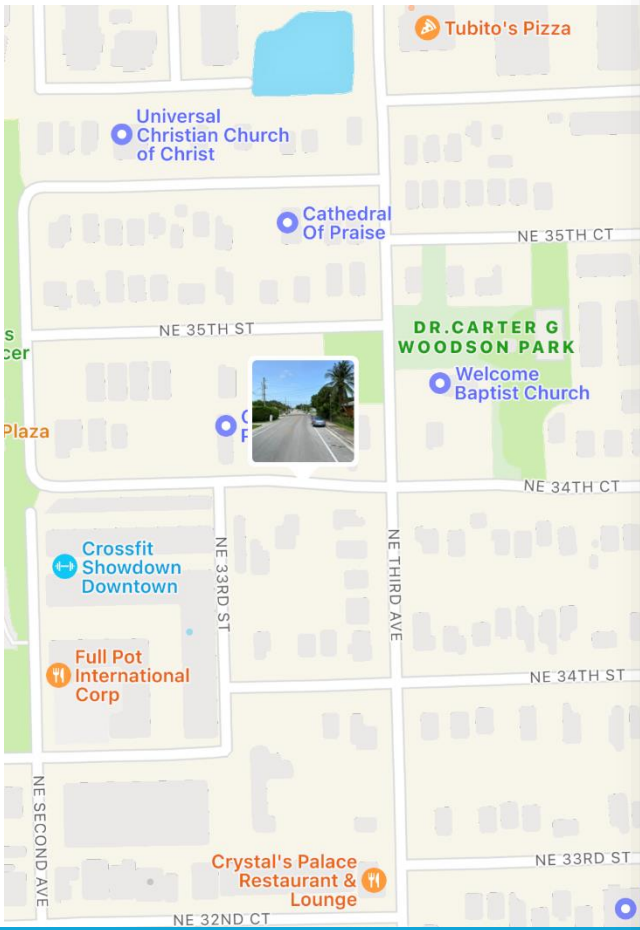 Tubito's Pizza
Universal
Christian Church
of Christ
Cathedral
Of Praise
NE 35TH CT
NE 35TH ST
s
cer
DR.CARTER G
WOODSON PARK
Welcome
Baptist Church
Plaza
NE 34TH CT
Crossfit
Showdown
Downtown
NE 33RD ST
NE THIRD AVE
Full Pot
International
Corp
NE 34TH ST
NE SECOND AVE
NE 33RD ST
Crystal's Palace
Restaurant &
Lounge
NE 32ND CT